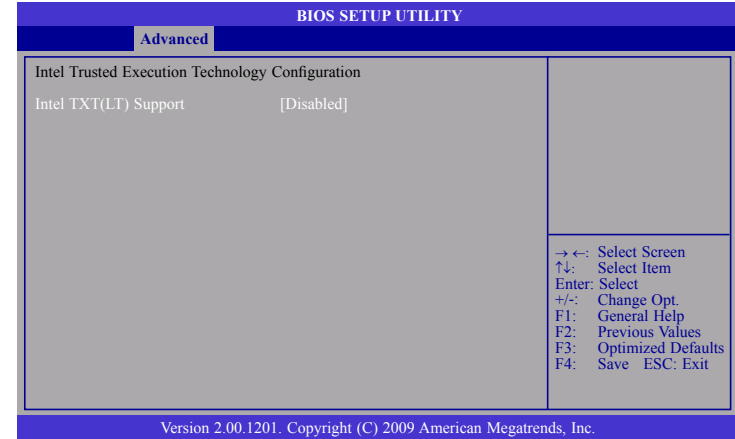 BIOS SETUP UTILITY
Advanced
Intel Trusted Execution Technology Configuration
Intel TXT(LT) Support [Disabled]
→ ←: Select Screen
↑↓: Select Item
Enter: Select
+/-: Change Opt.
F1: General Help
F2: Previous Values
F3: Optimized Defaults
F4: Save ESC: Exit
Version 2.00.1201. Copyright (C) 2009 American Megatrends, Inc.